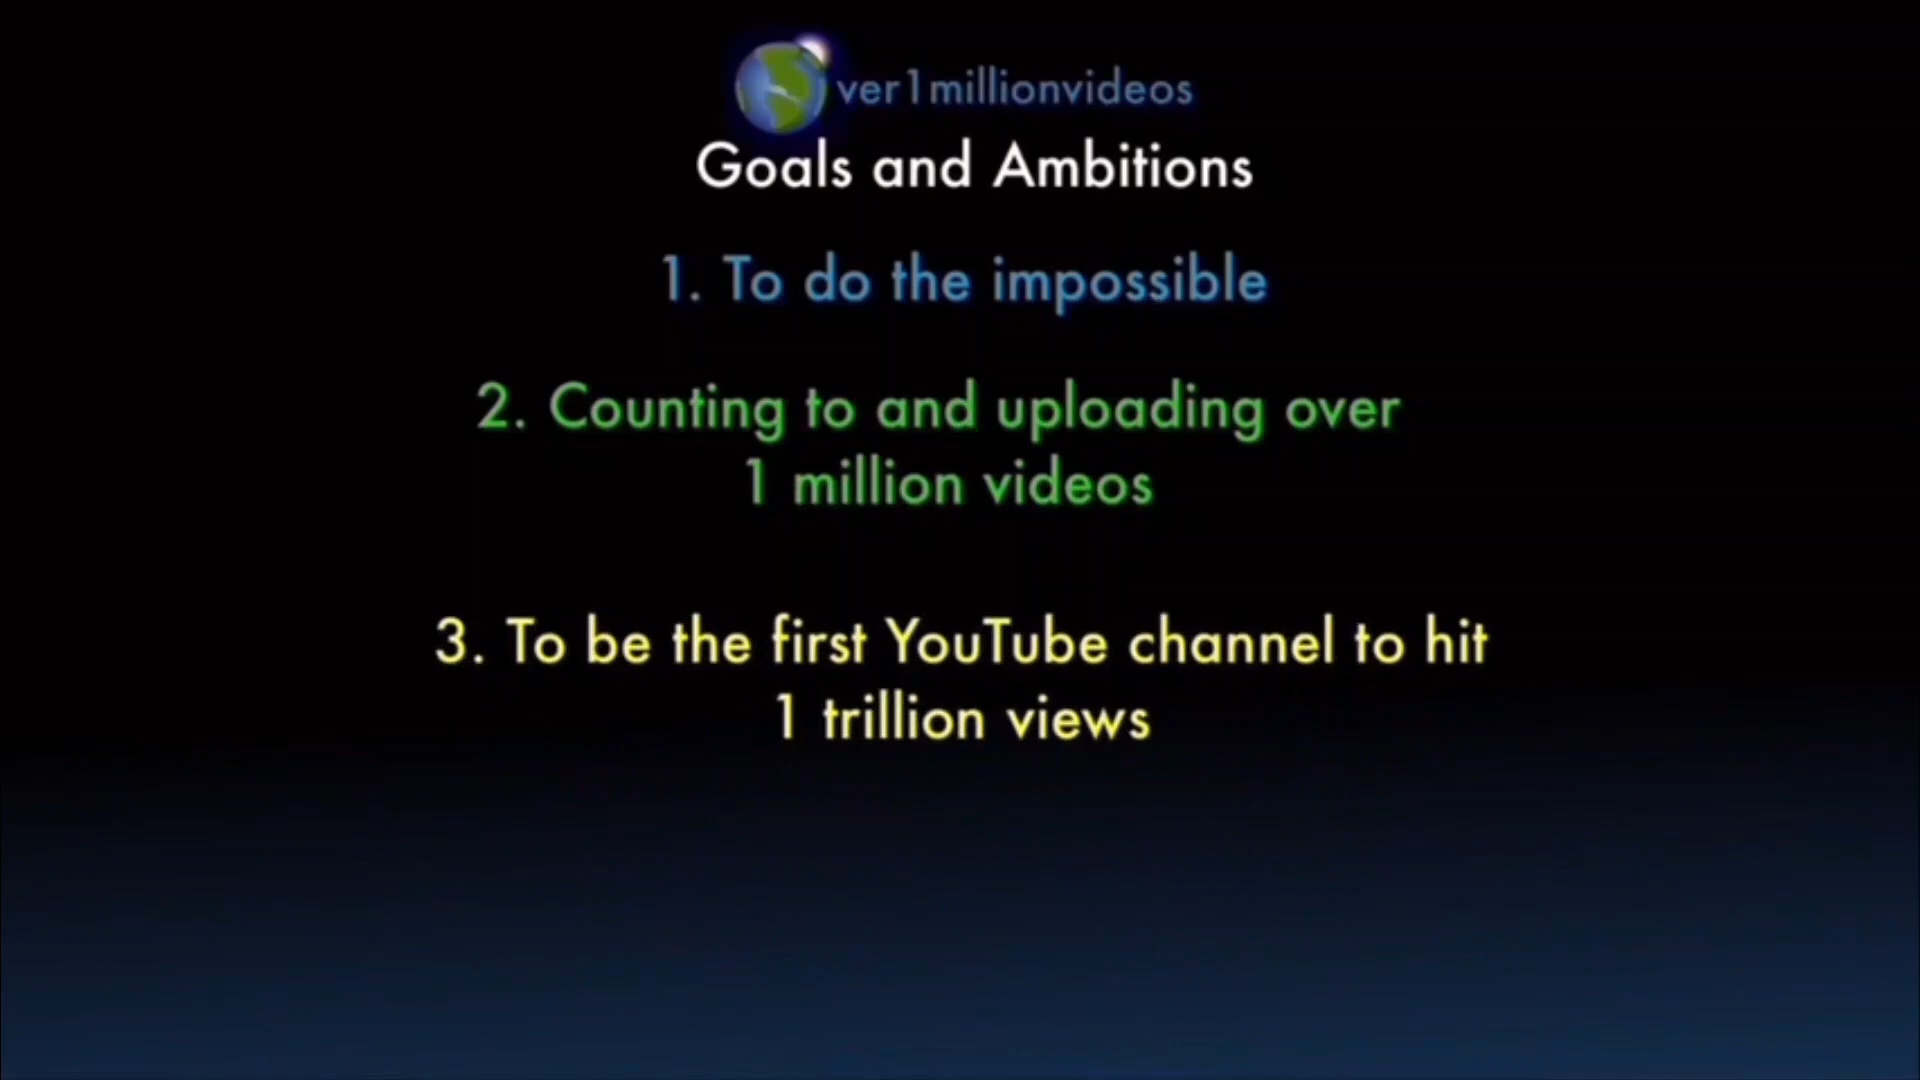 ver1millionvideos
Goals and Ambitions
1. To do the impossible
2. Counting to and uploading over
1 million videos
3. To be the first YouTube channel to hit
1 trillion views